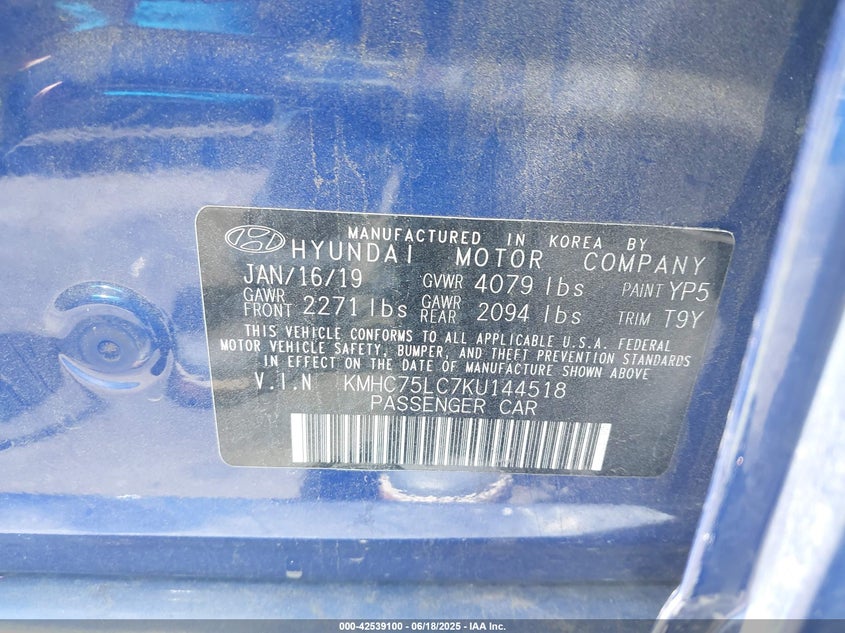 MANUFACTURED IN KOREA BY
HYUNDAI MOTOR COMPANY
JAN/16/19 GVWR 4079 lbs PAINT YP5
GAWR FRONT 2271 lbs GAWR REAR 2094 lbs TRIM T9Y
THIS VEHICLE CONFORMS TO ALL APPLICABLE U.S.A. FEDERAL
MOTOR VEHICLE SAFETY, BUMPER, AND THEFT PREVENTION STANDARDS
IN EFFECT ON THE DATE OF MANUFACTURE SHOWN ABOVE
V.I.N KMHC75LC7KU144518
PASSENGER CAR
000-42539100 - 06/18/2025 - IAA Inc.